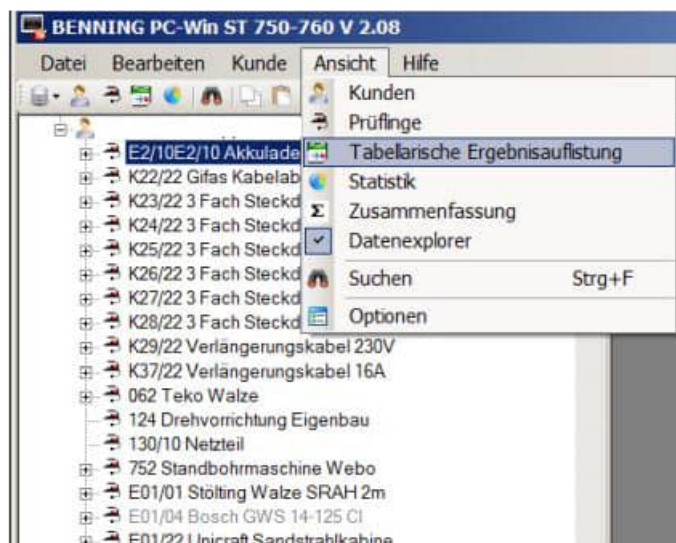 BENNING PC-Win ST 750-760 V 2.08
Datei Bearbeiten Kunde Ansicht Hilfe
Kunden
Prüflinge
Tabellarische Ergebnisauflistung
Statistik
Zusammenfassung
Datenexplorer
Suchen Strg+F
Optionen
E2/10E2/10 Akkulade
K22/22 Gifas Kabelab
K23/22 3 Fach Steckd
K24/22 3 Fach Steckd
K25/22 3 Fach Steckd
K26/22 3 Fach Steckd
K27/22 3 Fach Steckd
K28/22 3 Fach Steckd
K29/22 Verlängerungskabel 230V
K37/22 Verlängerungskabel 16A
062 Teko Walze
124 Drehvorrichtung Eigenbau
130/10 Netzteil
752 Standbohrmaschine Webo
E01/01 Stölting Walze SRAH 2m
E01/04 Bosch GWS 14-125 CI
E01/22 Unicraft Sandstrahlkabine